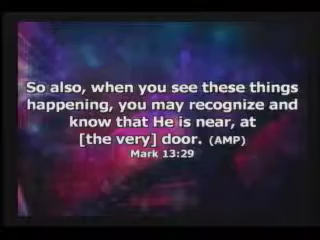 So also, when you see these things
happening, you may recognize and
know that He is near, at
[the very] door. (AMP)
Mark 13:29